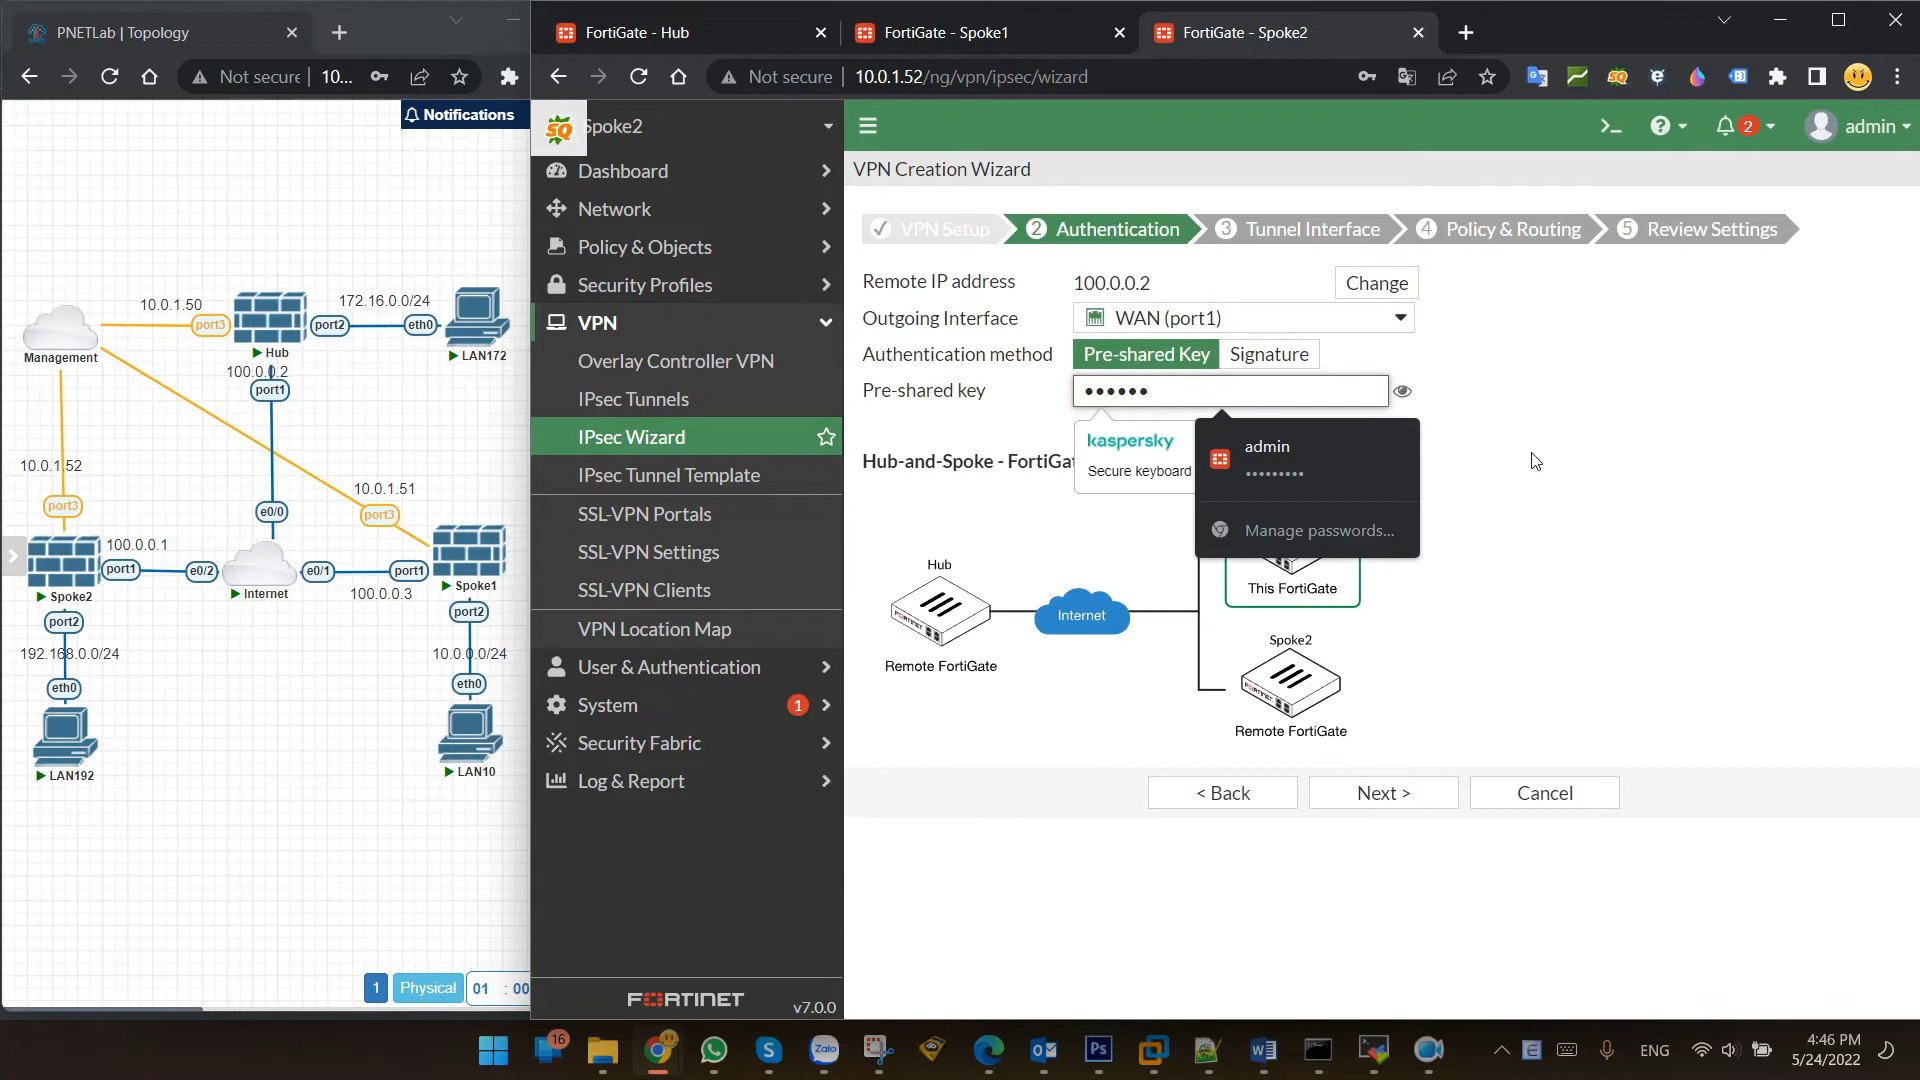 PNETLab | Topology
FortiGate - Hub
FortiGate - Spoke1
FortiGate - Spoke2
Not secure
10...
Not secure
10.0.1.52/ng/vpn/ipsec/wizard
Notifications
10.0.1.50
172.16.0.0/24
port3
port2
eth0
Management
Hub
LAN172
100.0.0.2
port1
10.0.1.52
10.0.1.51
port3
e0/0
port3
100.0.0.1
port1
e0/2
e0/1
port1
Spoke2
Internet
100.0.0.3
Spoke1
port2
port2
192.168.0.0/24
10.0.0.0/24
eth0
eth0
LAN192
LAN10
1
Physical
01 : 00
SQ
Spoke2
Dashboard
Network
Policy & Objects
Security Profiles
VPN
Overlay Controller VPN
IPsec Tunnels
IPsec Wizard
IPsec Tunnel Template
SSL-VPN Portals
SSL-VPN Settings
SSL-VPN Clients
VPN Location Map
User & Authentication
System
1
Security Fabric
Log & Report
FORTINET
v7.0.0
2
admin
VPN Creation Wizard
VPN Setup
2 Authentication
3 Tunnel Interface
4 Policy & Routing
5 Review Settings
Remote IP address
100.0.0.2
Change
Outgoing Interface
WAN (port1)
Authentication method
Pre-shared Key
Signature
Pre-shared key
••••••
kaspersky
Secure keyboard
admin
•••••••••
Manage passwords...
Hub-and-Spoke - FortiGat
Hub
Internet
Remote FortiGate
This FortiGate
Spoke2
Remote FortiGate
< Back
Next >
Cancel
16
Zalo
Ps
ENG
4:46 PM
5/24/2022